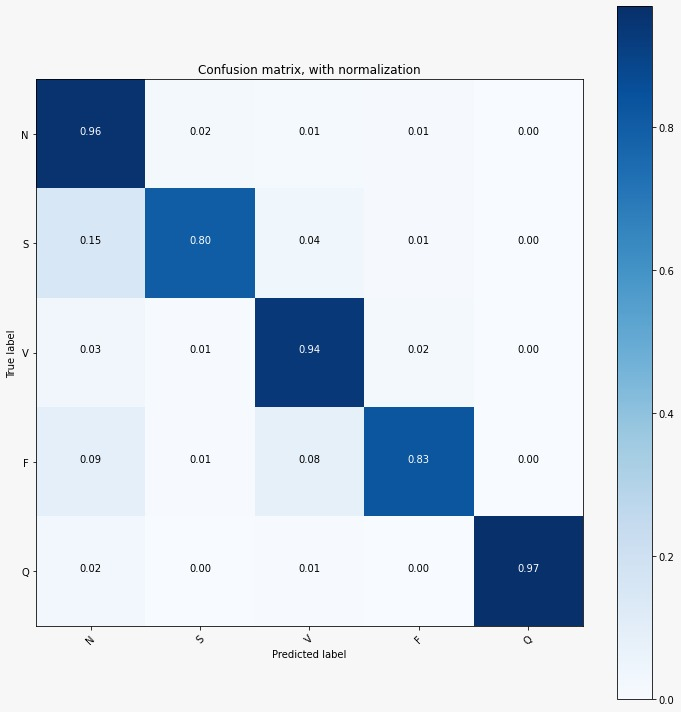 Confusion matrix, with normalization
N 0.96 0.02 0.01 0.01 0.00
S 0.15 0.80 0.04 0.01 0.00
V 0.03 0.01 0.94 0.02 0.00
F 0.09 0.01 0.08 0.83 0.00
Q 0.02 0.00 0.01 0.00 0.97
True label
N S V F Q
Predicted label
0.8
0.6
0.4
0.2
0.0